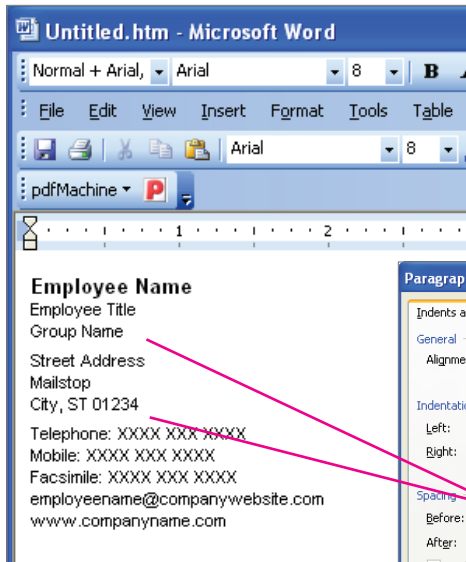 Untitled.htm - Microsoft Word
Normal + Arial, Arial 8 B
File Edit View Insert Format Tools Table
Arial 8
pdfMachine
1 2
Employee Name
Employee Title
Group Name
Street Address
Mailstop
City, ST 01234
Telephone: XXXX XXX XXXX
Mobile: XXXX XXX XXXX
Facsimile: XXXX XXX XXXX
employeename@companywebsite.com
www.companyname.com
Paragrap
Indents a
General
Alignme
Indentatio
Left:
Right:
Spacing
Before:
After: